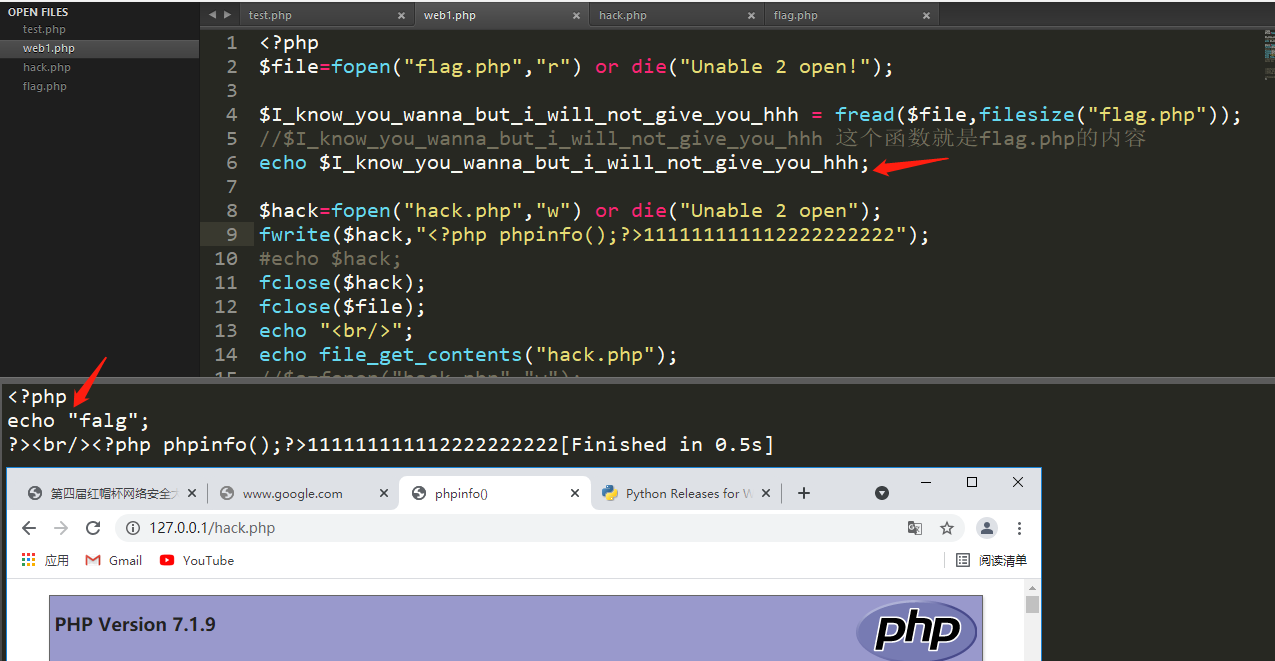 OPEN FILES
test.php
web1.php
hack.php
flag.php
test.php × web1.php × hack.php × flag.php ×
1 <?php
2 $file=fopen("flag.php","r") or die("Unable 2 open!");
3
4 $I_know_you_wanna_but_i_will_not_give_you_hhh = fread($file,filesize("flag.php"));
5 //$I_know_you_wanna_but_i_will_not_give_you_hhh 这个函数就是flag.php的内容
6 echo $I_know_you_wanna_but_i_will_not_give_you_hhh;
7
8 $hack=fopen("hack.php","w") or die("Unable 2 open");
9 fwrite($hack,"<?php phpinfo();?>111111111112222222222");
10 #echo $hack;
11 fclose($hack);
12 fclose($file);
13 echo "<br/>";
14 echo file_get_contents("hack.php");
<?php
echo "falg";
?><br/><?php phpinfo();?>111111111112222222222[Finished in 0.5s]
第四届红帽杯网络安全 × www.google.com × phpinfo() × Python Releases for W × +
127.0.0.1/hack.php
应用 Gmail YouTube 阅读清单
PHP Version 7.1.9
php